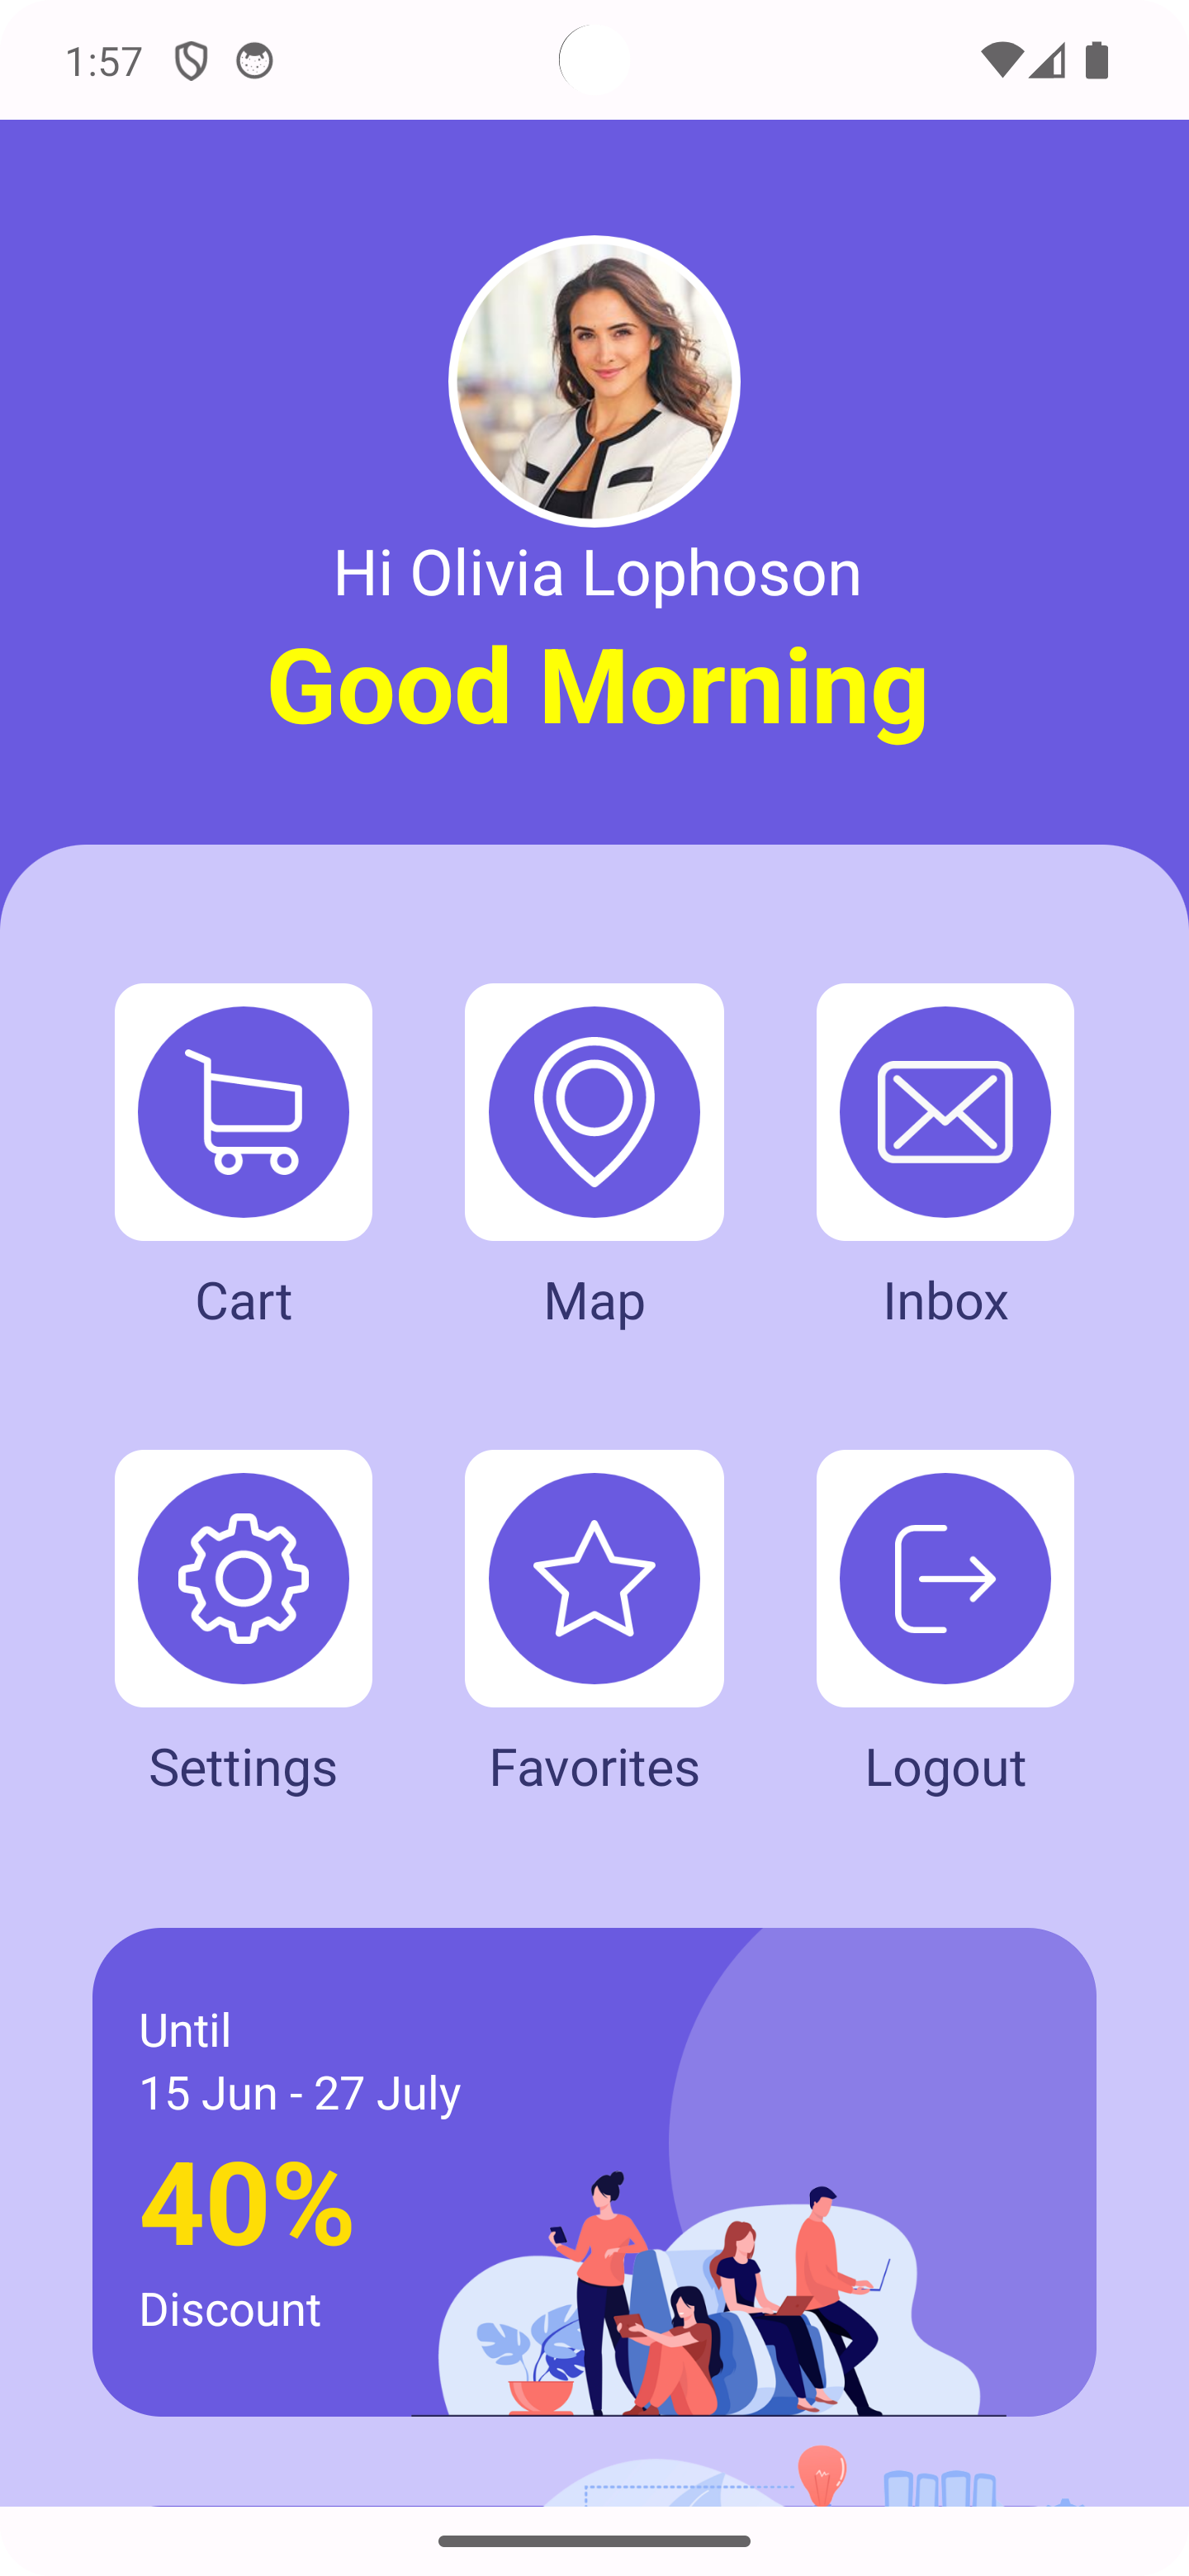 1:57
Hi Olivia Lophoson
Good Morning
Cart
Map
Inbox
Settings
Favorites
Logout
Until
15 Jun - 27 July
40%
Discount